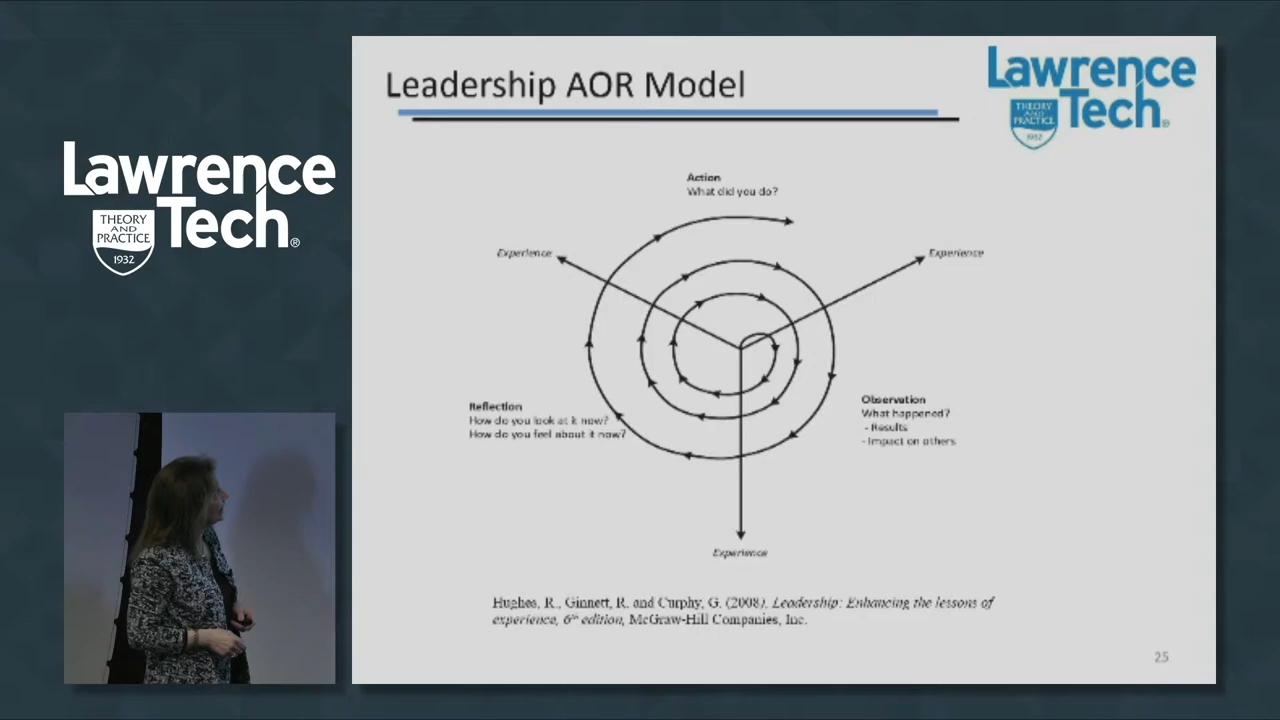 Lawrence
Tech®
THEORY
AND
PRACTICE
1932
Leadership AOR Model
Lawrence
Tech®
THEORY
AND
PRACTICE
1932
Action
What did you do?
Experience
Experience
Reflection
How do you look at it now?
How do you feel about it now?
Observation
What happened?
- Results
- Impact on others
Experience
Hughes, R., Ginnett, R. and Curphy, G. (2008). Leadership: Enhancing the lessons of
experience, 6th edition, McGraw-Hill Companies, Inc.
25